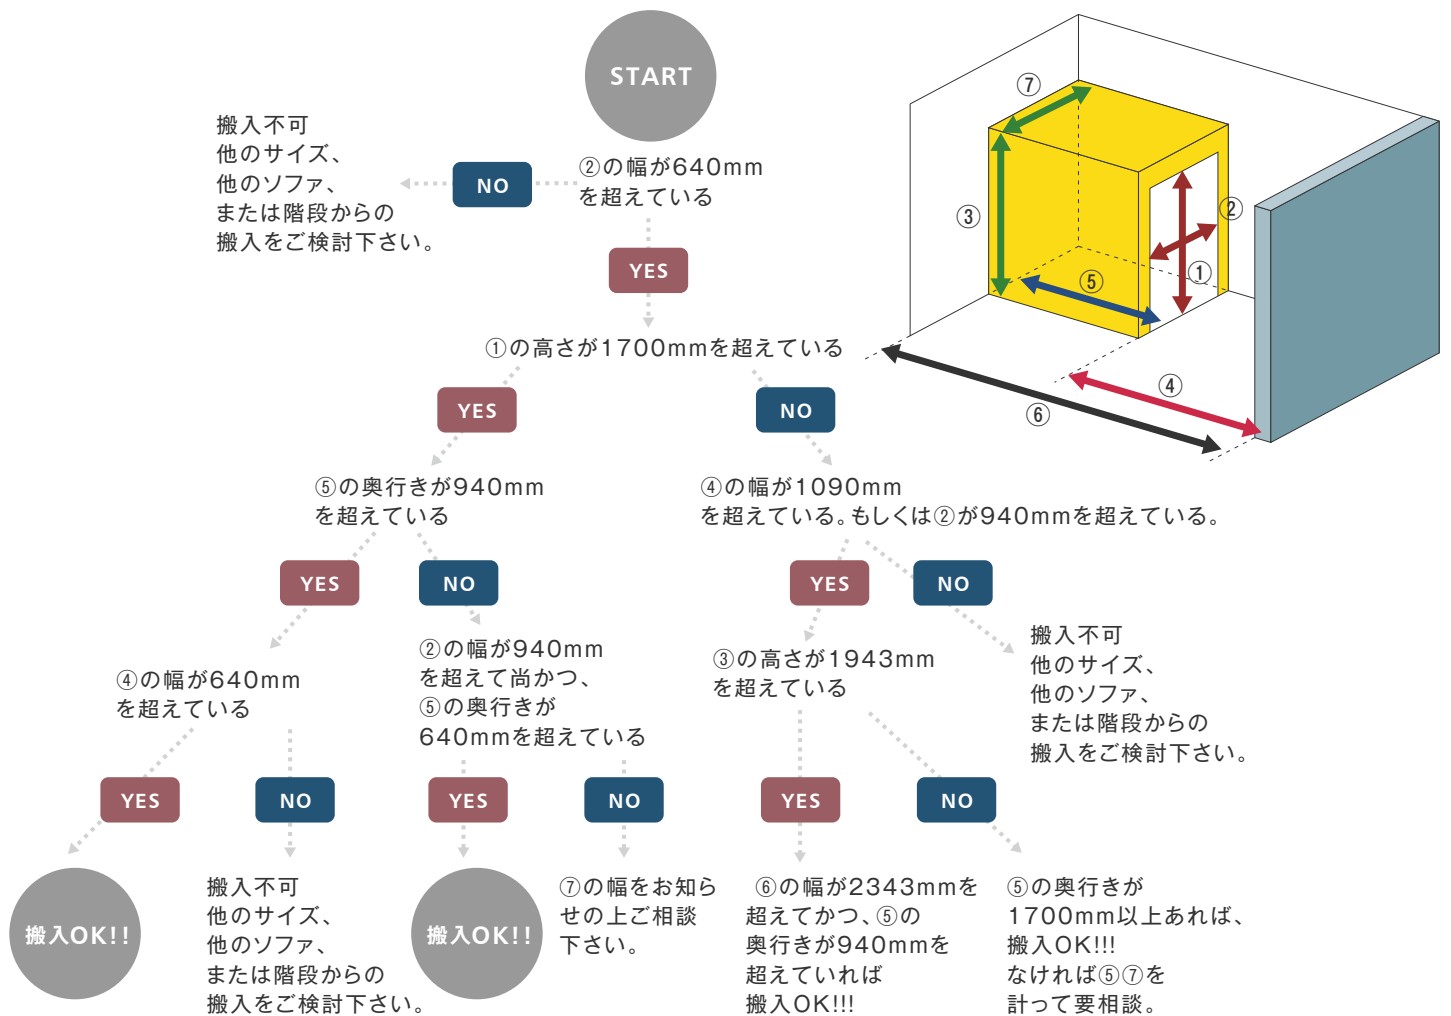 START
②の幅が640mm
を超えている
NO
搬入不可
他のサイズ、
他のソファ、
または階段からの
搬入をご検討下さい。
YES
①の高さが1700mmを超えている
YES
NO
⑤の奥行きが940mm
を超えている
④の幅が1090mm
を超えている。もしくは②が940mmを超えている。
YES
NO
YES
NO
④の幅が640mm
を超えている
②の幅が940mm
を超えて尚かつ、
⑤の奥行きが
640mmを超えている
③の高さが1943mm
を超えている
搬入不可
他のサイズ、
他のソファ、
または階段からの
搬入をご検討下さい。
YES
NO
YES
NO
YES
NO
搬入OK!!
搬入不可
他のサイズ、
他のソファ、
または階段からの
搬入をご検討下さい。
搬入OK!!
⑦の幅をお知ら
せの上ご相談
下さい。
⑥の幅が2343mmを
超えてかつ、⑤の
奥行きが940mmを
超えていれば
搬入OK!!!
⑤の奥行きが
1700mm以上あれば、
搬入OK!!!
なければ⑤⑦を
計って要相談。
⑦
③
②
①
⑤
④
⑥